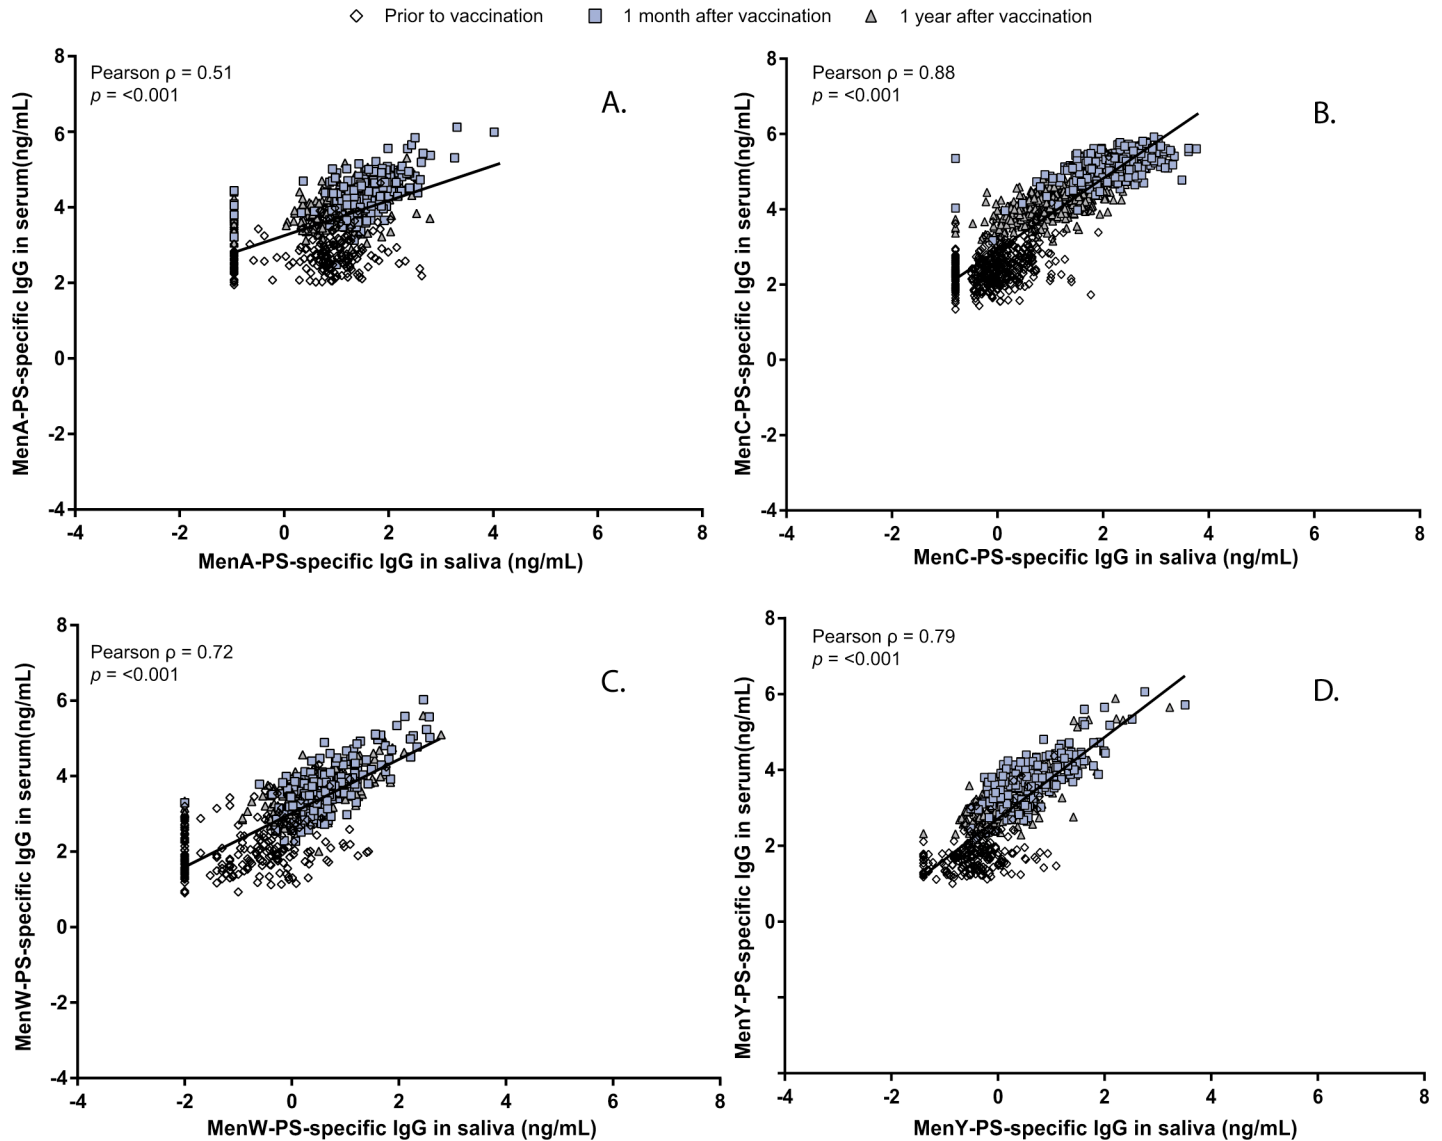 Prior to vaccination 1 month after vaccination 1 year after vaccination
Pearson ρ = 0.51
p = <0.001
A.
MenA-PS-specific IgG in serum(ng/mL)
8
6
4
2
0
-2
-4
-4 -2 0 2 4 6 8
MenA-PS-specific IgG in saliva (ng/mL)
Pearson ρ = 0.88
p = <0.001
B.
MenC-PS-specific IgG in serum(ng/mL)
8
6
4
2
0
-2
-4
-4 -2 0 2 4 6 8
MenC-PS-specific IgG in saliva (ng/mL)
Pearson ρ = 0.72
p = <0.001
C.
MenW-PS-specific IgG in serum(ng/mL)
8
6
4
2
0
-2
-4
-4 -2 0 2 4 6 8
MenW-PS-specific IgG in saliva (ng/mL)
Pearson ρ = 0.79
p = <0.001
D.
MenY-PS-specific IgG in serum(ng/mL)
8
6
4
2
0
-4 -2 0 2 4 6 8
MenY-PS-specific IgG in saliva (ng/mL)